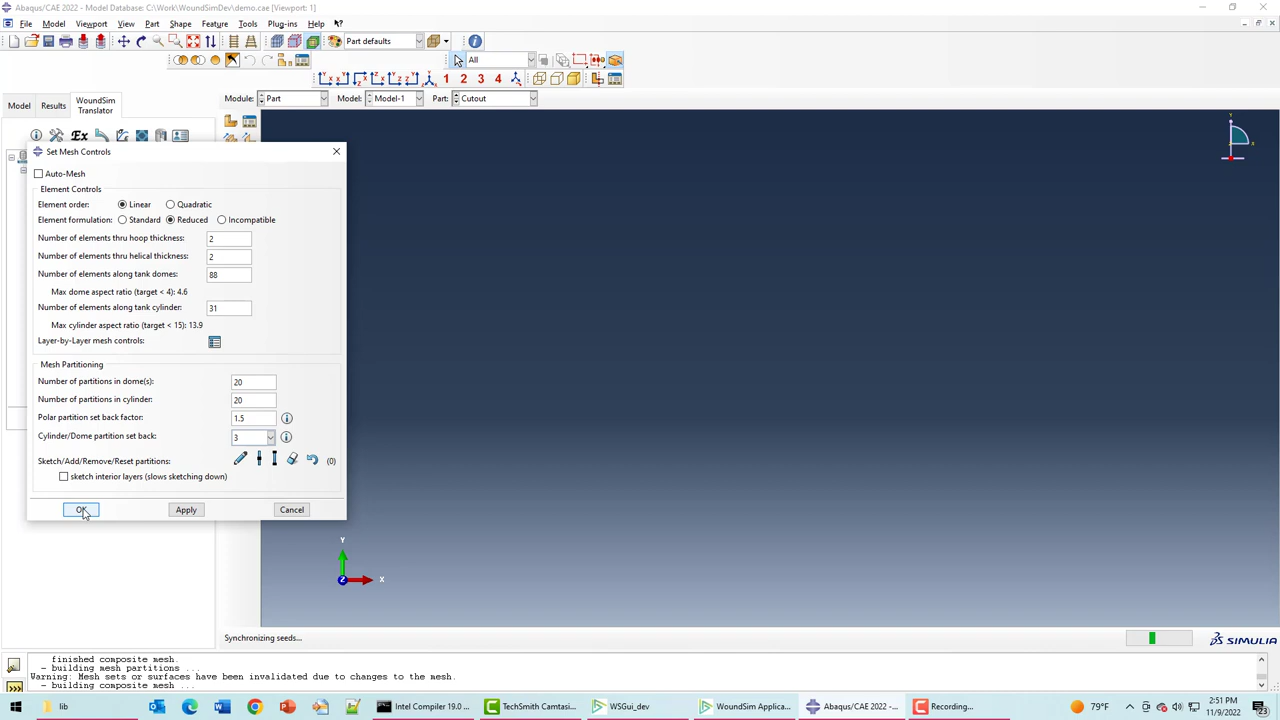 Abaqus/CAE 2022 - Model Database: C:\Work\WoundSimDev\demo.cae [Viewport: 1]
File Model Viewport View Part Shape Feature Tools Plug-ins Help
Part defaults
All
1 2 3 4
Model Results WoundSim Translator
Module: Part Model: Model-1 Part: Cutout
Ex
Set Mesh Controls
Auto-Mesh
Element Controls
Element order: Linear Quadratic
Element formulation: Standard Reduced Incompatible
Number of elements thru hoop thickness: 2
Number of elements thru helical thickness: 2
Number of elements along tank domes: 88
Max dome aspect ratio (target < 4): 4.6
Number of elements along tank cylinder: 31
Max cylinder aspect ratio (target < 15): 13.9
Layer-by-Layer mesh controls:
Mesh Partitioning
Number of partitions in dome(s): 20
Number of partitions in cylinder: 20
Polar partition set back factor: 1.5
Cylinder/Dome partition set back: 3
Sketch/Add/Remove/Reset partitions: (0)
sketch interior layers (slows sketching down)
OK Apply Cancel
Y
Z X
Synchronizing seeds...
SIMULIA
finished composite mesh.
- building mesh partitions ...
Warning: Mesh sets or surfaces have been invalidated due to changes to the mesh.
- building composite mesh ...
lib
Intel Compiler 19.0 ...
TechSmith Camtasi...
WSGui_dev
WoundSim Applica...
Abaqus/CAE 2022 -...
Recording...
79°F
2:51 PM
11/9/2022